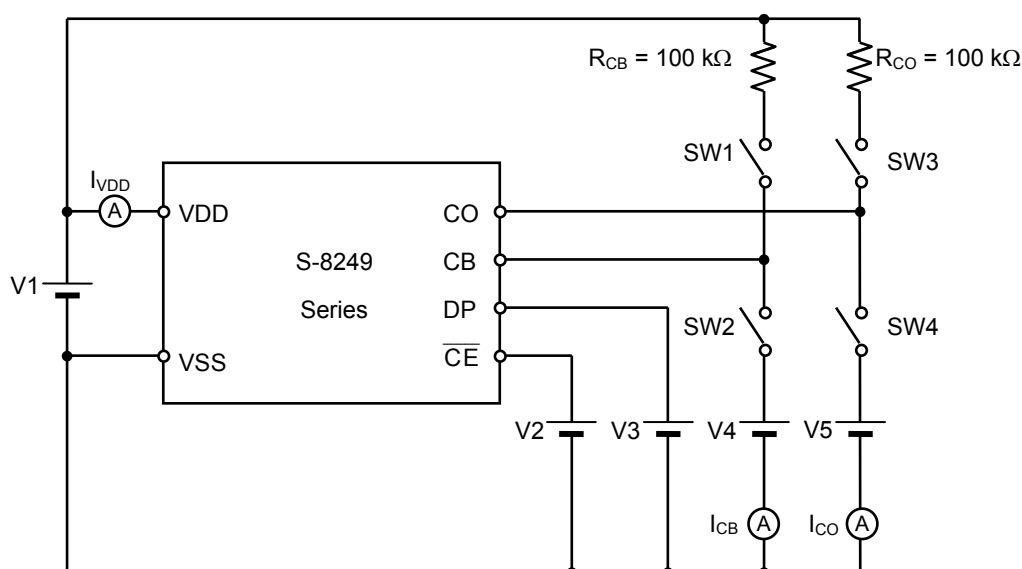 R_CB = 100 kΩ
R_CO = 100 kΩ
SW1
SW3
I_VDD
A
VDD
CO
S-8249
CB
V1
Series
DP
SW2
SW4
VSS
C̅E̅
V2
V3
V4
V5
I_CB
A
I_CO
A